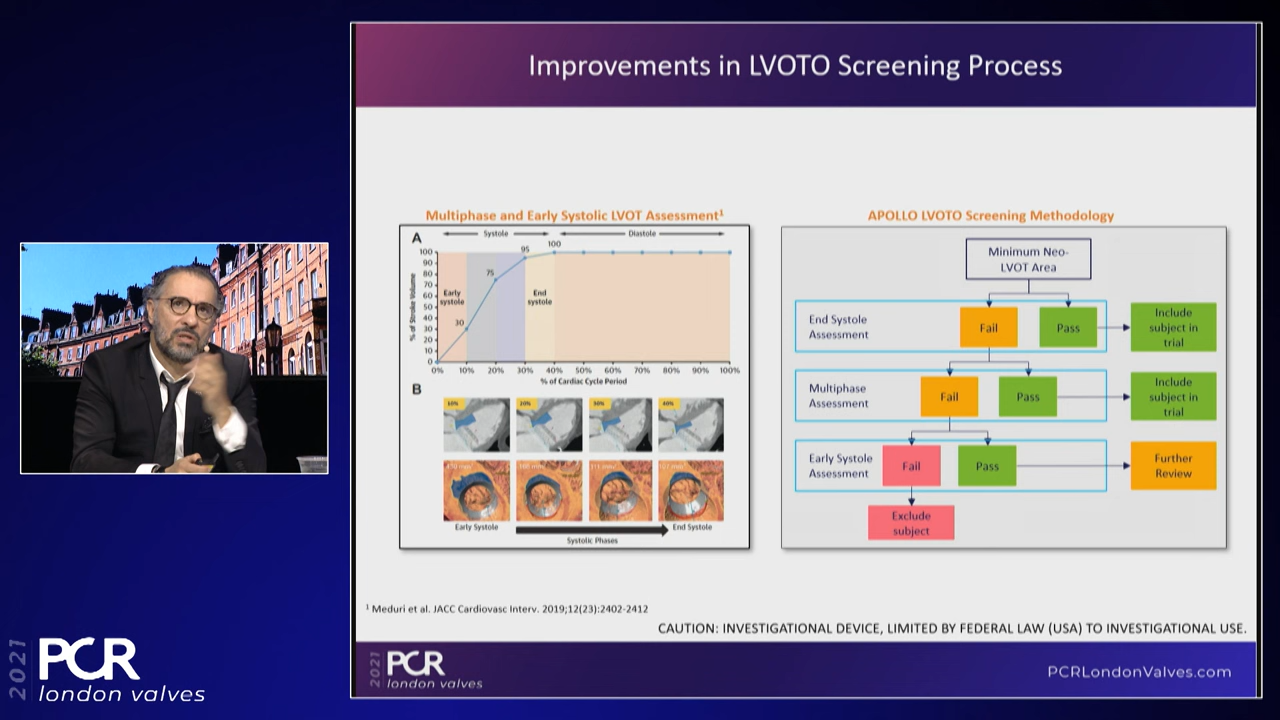 Improvements in LVOTO Screening Process
Multiphase and Early Systolic LVOT Assessment¹
A
Systole
Diastole
% of Stroke Volume
100
90
80
70
60
50
40
30
20
10
0
30
75
95
100
Early
systole
End
systole
0%
10%
20%
30%
40%
50%
60%
70%
80%
90%
100%
% of Cardiac Cycle Period
B
10%
20%
30%
40%
Early Systole
End Systole
Systolic Phases
APOLLO LVOTO Screening Methodology
Minimum Neo-
LVOT Area
End Systole
Assessment
Fail
Pass
Include
subject in
trial
Multiphase
Assessment
Fail
Pass
Include
subject in
trial
Early Systole
Assessment
Fail
Pass
Further
Review
Exclude
subject
¹ Meduri et al. JACC Cardiovasc Interv. 2019;12(23):2402-2412
CAUTION: INVESTIGATIONAL DEVICE, LIMITED BY FEDERAL LAW (USA) TO INVESTIGATIONAL USE.
2021
PCR
london valves
PCRLondonValves.com
2021
PCR
london valves